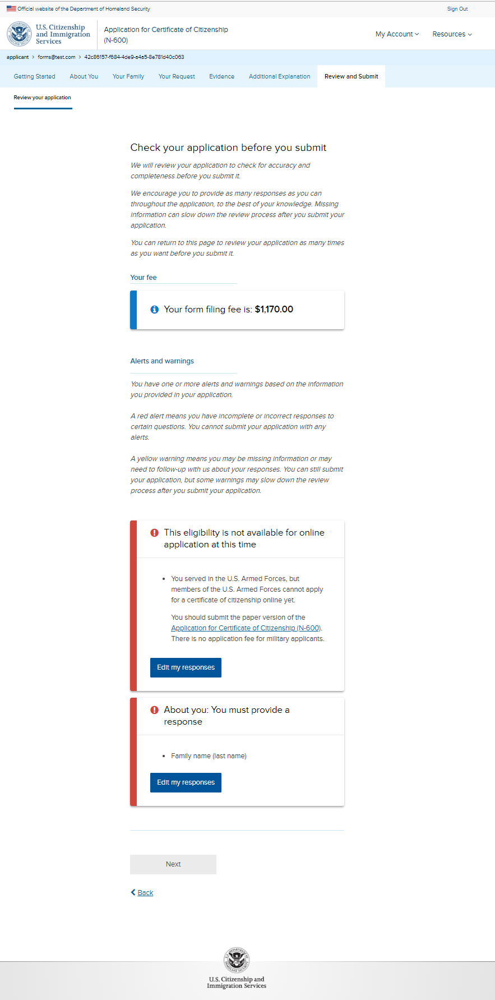 Official website of the Department of Homeland Security
Sign Out
U.S. Citizenship
and Immigration
Services
Application for Certificate of Citizenship
(N-600)
My Account
Resources
applicant > forms@test.com > 42c86157-f684-4de9-a4a5-8e781d40c063
Getting Started
About You
Your Family
Your Request
Evidence
Additional Explanation
Review and Submit
Review your application
Check your application before you submit
We will review your application to check for accuracy and
completeness before you submit it.
We encourage you to provide as many responses as you can
throughout the application, to the best of your knowledge. Missing
information can slow down the review process after you submit your
application.
You can return to this page to review your application as many times
as you want before you submit it.
Your fee
Your form filing fee is: $1,170.00
Alerts and warnings
You have one or more alerts and warnings based on the information
you provided in your application.
A red alert means you have incomplete or incorrect responses to
certain questions. You cannot submit your application with any
alerts.
A yellow warning means you may be missing information or may
need to follow-up with us about your responses. You can still submit
your application, but some warnings may slow down the review
process after you submit your application.
This eligibility is not available for online
application at this time
• You served in the U.S. Armed Forces, but
members of the U.S. Armed Forces cannot apply
for a certificate of citizenship online yet.
You should submit the paper version of the
Application for Certificate of Citizenship (N-600).
There is no application fee for military applicants.
Edit my responses
About you: You must provide a
response
• Family name (last name)
Edit my responses
Next
Back
U.S. Citizenship and
Immigration Services